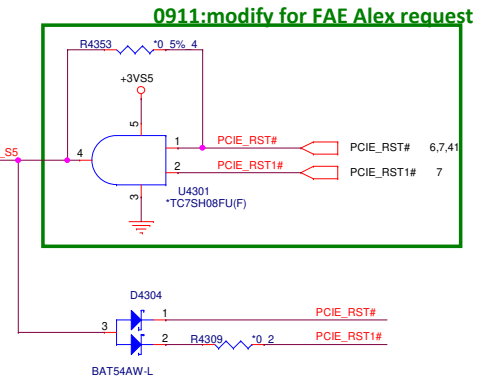 0911:modify for FAE Alex request
R4353 *0_5%_4
+3VS5
5
_S5 4
1 PCIE_RST# PCIE_RST# 6,7,41
2 PCIE_RST1# PCIE_RST1# 7
3
U4301
*TC7SH08FU(F)
D4304
1 PCIE_RST#
3
2 R4309 *0_2 PCIE_RST1#
BAT54AW-L